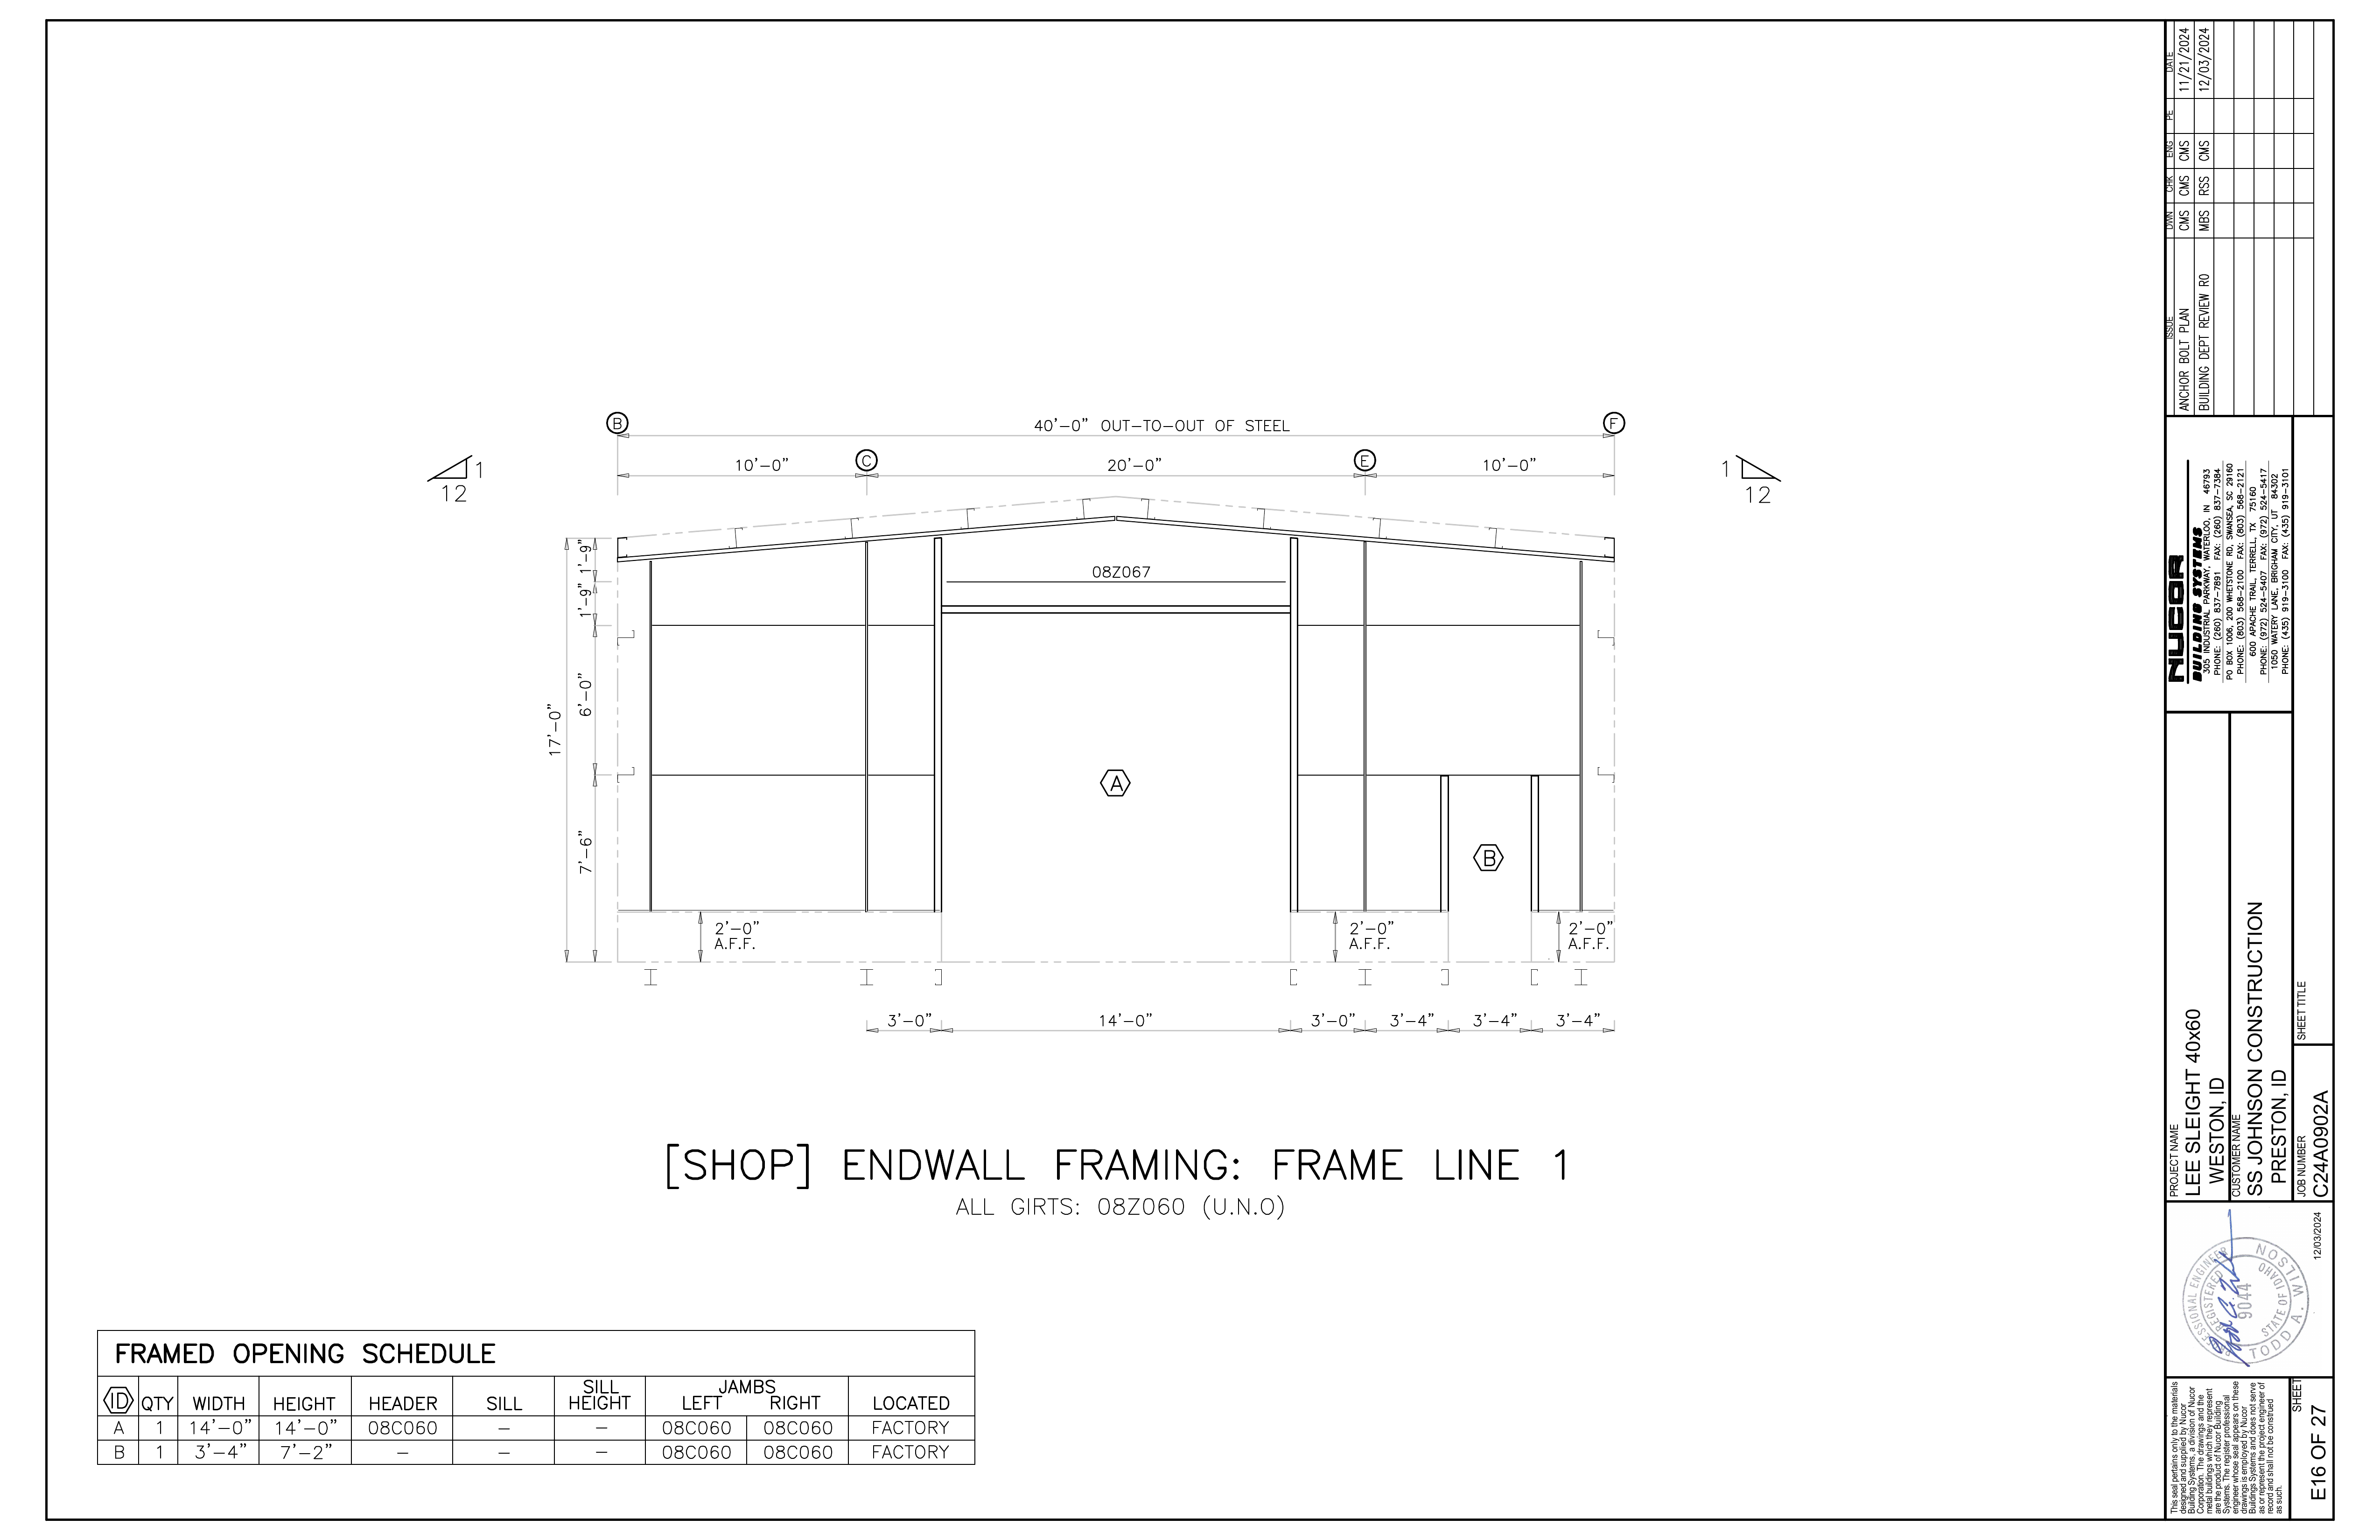 B
F
40'-0" OUT-TO-OUT OF STEEL
C
E
10'-0"
20'-0"
10'-0"
1
12
1
12
1'-9"
1'-9"
6'-0"
7'-6"
17'-0"
08Z067
A
B
2'-0"
A.F.F.
2'-0"
A.F.F.
2'-0"
A.F.F.
3'-0"
14'-0"
3'-0"
3'-4"
3'-4"
3'-4"
[SHOP] ENDWALL FRAMING: FRAME LINE 1
ALL GIRTS: 08Z060 (U.N.O)
FRAMED OPENING SCHEDULE
ID QTY WIDTH HEIGHT HEADER SILL SILL HEIGHT JAMBS LEFT RIGHT LOCATED
A 1 14'-0" 14'-0" 08C060 - - 08C060 08C060 FACTORY
B 1 3'-4" 7'-2" - - - 08C060 08C060 FACTORY
ISSUE DWN CHK ENG PE DATE
ANCHOR BOLT PLAN CMS CMS CMS 11/21/2024
BUILDING DEPT REVIEW R0 MBS RSS CMS 12/03/2024
NUCOR
BUILDING SYSTEMS
305 INDUSTRIAL PARKWAY, WATERLOO, IN 46793
PHONE: (260) 837-7891 FAX: (260) 837-7384
PO BOX 1006, 200 WHETSTONE RD, SWANSEA, SC 29160
PHONE: (803) 568-2100 FAX: (803) 568-2121
600 APACHE TRAIL, TERRELL, TX 75160
PHONE: (972) 524-5407 FAX: (972) 524-5417
1050 WATERY LANE, BRIGHAM CITY, UT 84302
PHONE: (435) 919-3100 FAX: (435) 919-3101
PROJECT NAME
LEE SLEIGHT 40x60
WESTON, ID
CUSTOMER NAME
SS JOHNSON CONSTRUCTION
PRESTON, ID
SHEET TITLE
JOB NUMBER
C24A0902A
REGISTERED
9044
STATE OF IDAHO
TODD A. WILSON
12/03/2024
This seal pertains only to the materials
designed and supplied by Nucor
Building Systems, a division of Nucor
Corporation. The drawings and the
metal buildings which they represent
are the product of Nucor Building
Systems. The register professional
engineer whose seal appears on these
drawings is employed by Nucor
Buildings Systems and does not serve
as or represent the project engineer of
record and shall not be construed
as such.
SHEET
E16 OF 27